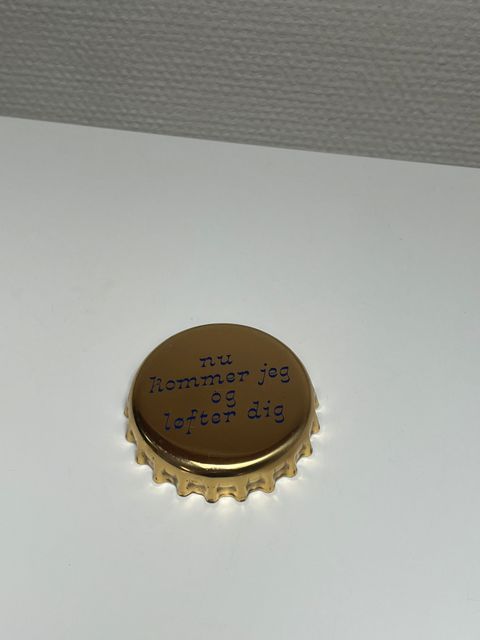 nu
kommer jeg
og
løfter dig